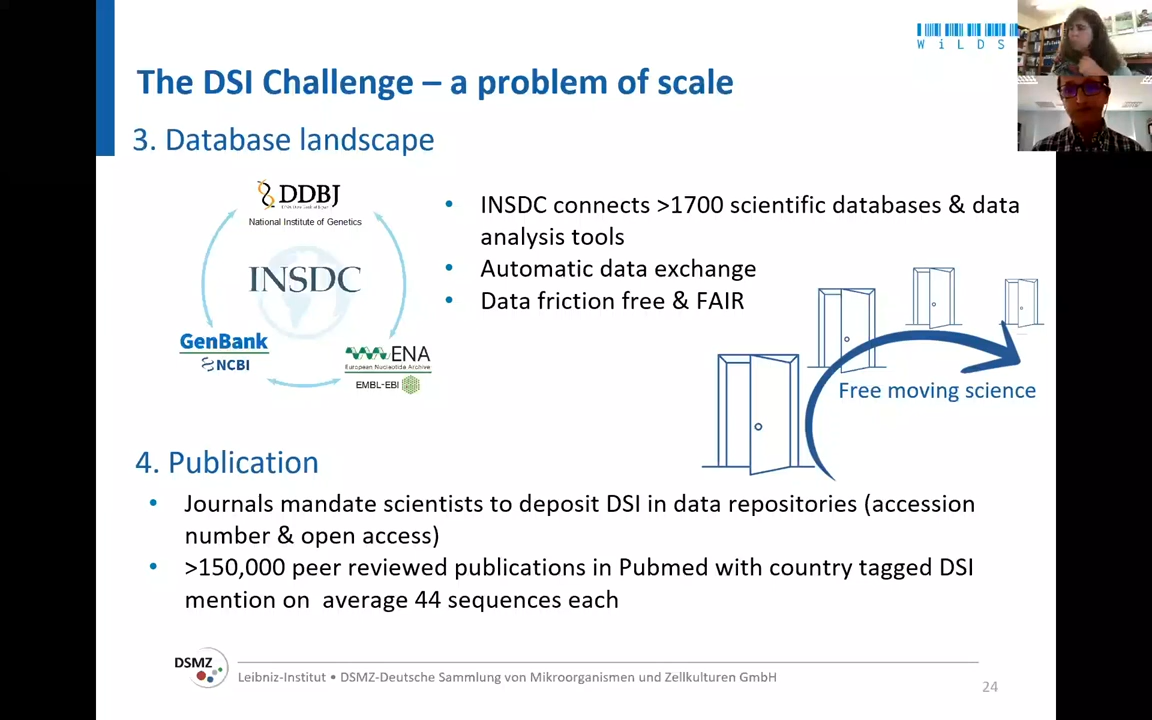 WiLDS
The DSI Challenge – a problem of scale
3. Database landscape
DDBJ
National Institute of Genetics
INSDC
GenBank
NCBI
ENA
European Nucleotide Archive
EMBL-EBI
• INSDC connects >1700 scientific databases & data
analysis tools
• Automatic data exchange
• Data friction free & FAIR
Free moving science
4. Publication
• Journals mandate scientists to deposit DSI in data repositories (accession
number & open access)
• >150,000 peer reviewed publications in Pubmed with country tagged DSI
mention on average 44 sequences each
DSMZ
Leibniz-Institut • DSMZ-Deutsche Sammlung von Mikroorganismen und Zellkulturen GmbH
24